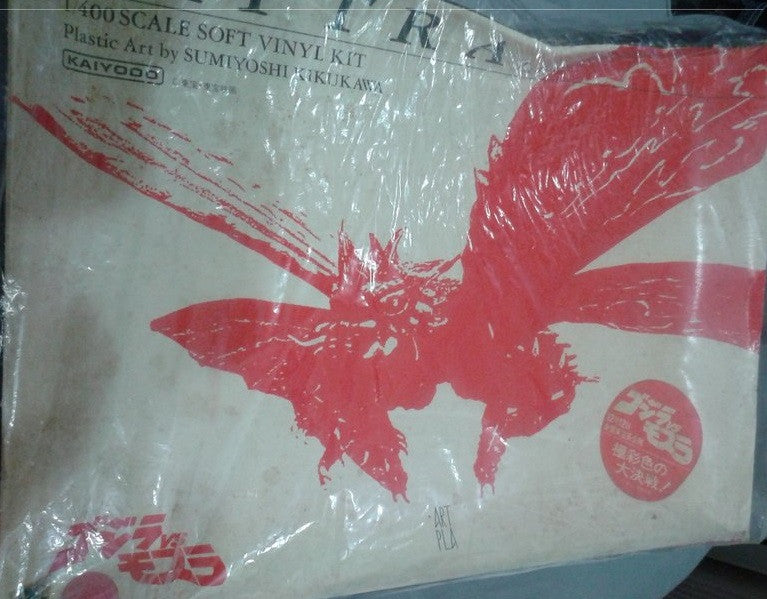 TTRA
1/400 SCALE SOFT VINYL KIT
Plastic Art by SUMIYOSHI KIKUKAWA
KAIYODO
ゴジラVS
モスラ
極彩色の
大決戦!
ART
PLA
ゴジラVS
モスラ